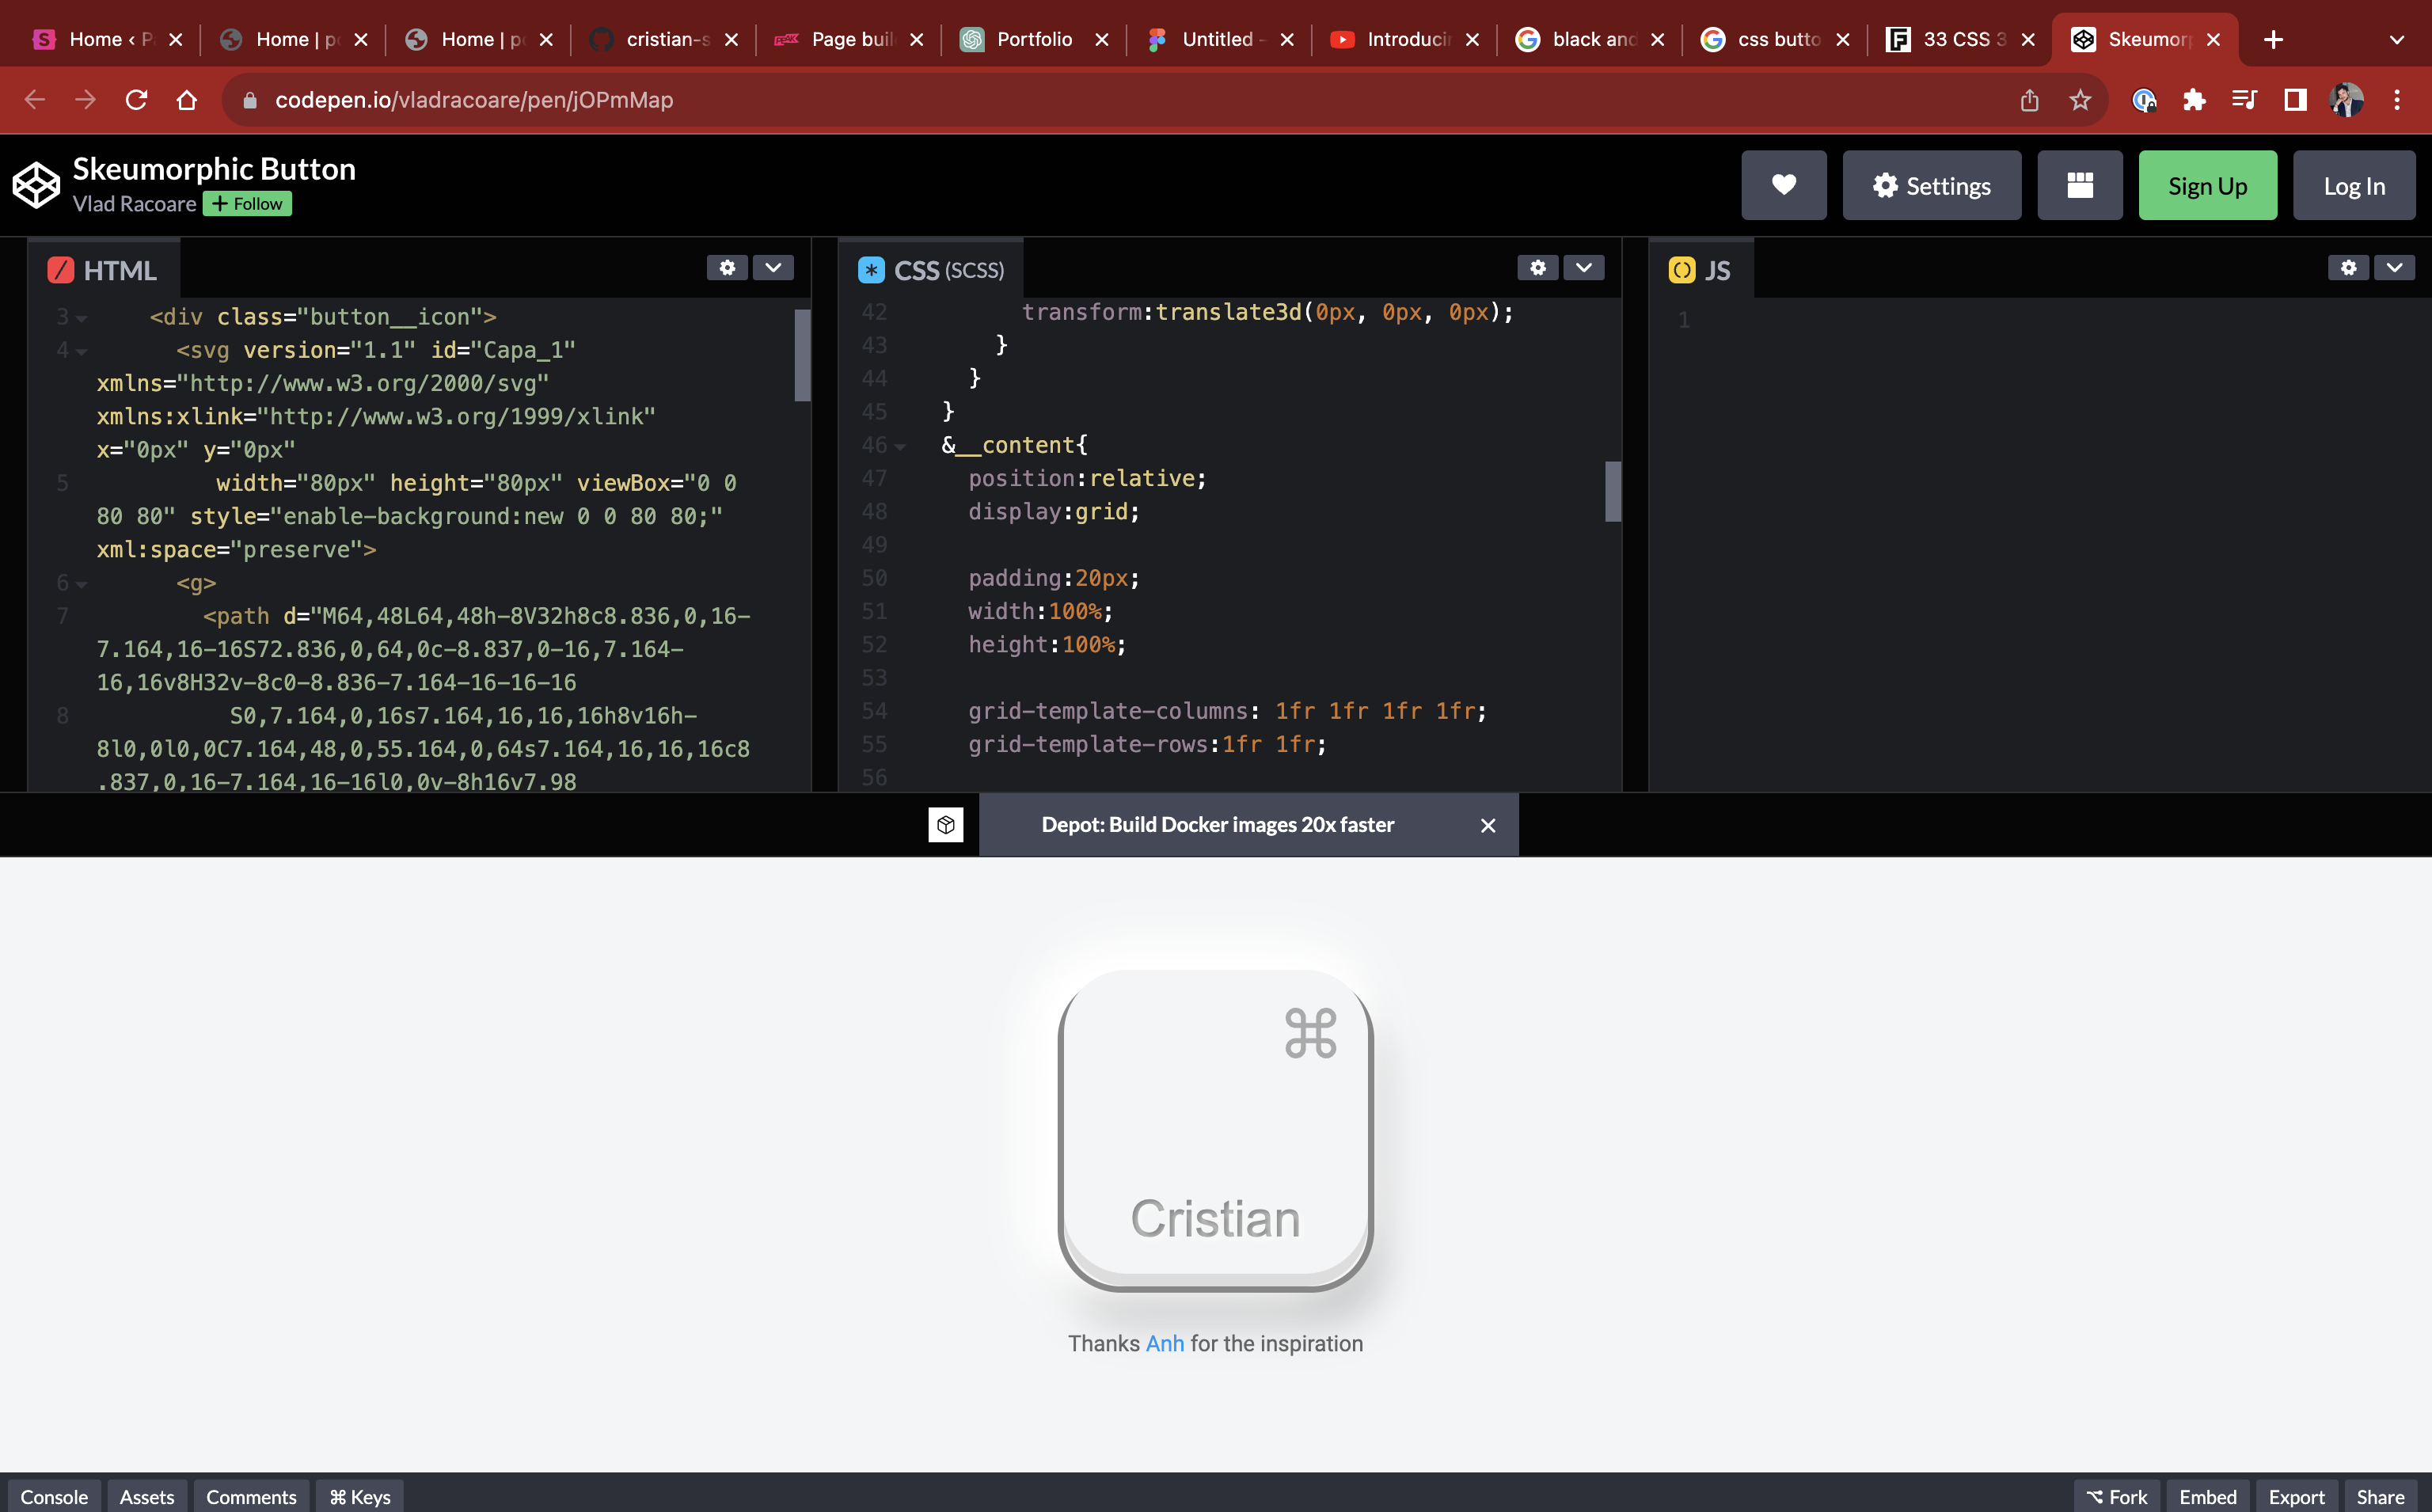 Home ‹ P
Home | p
Home | p
cristian-s
Page buil
Portfolio
Untitled -
Introducin
black and
css butto
33 CSS 3
Skeumor
codepen.io/vladracoare/pen/jOPmMap
Skeumorphic Button
Vlad Racoare + Follow
Settings
Sign Up
Log In
HTML
3 <div class="button__icon">
4 <svg version="1.1" id="Capa_1"
xmlns="http://www.w3.org/2000/svg"
xmlns:xlink="http://www.w3.org/1999/xlink"
x="0px" y="0px"
5 width="80px" height="80px" viewBox="0 0
80 80" style="enable-background:new 0 0 80 80;"
xml:space="preserve">
6 <g>
7 <path d="M64,48L64,48h-8V32h8c8.836,0,16-
7.164,16-16S72.836,0,64,0c-8.837,0-16,7.164-
16,16v8H32v-8c0-8.836-7.164-16-16-16
8 S0,7.164,0,16s7.164,16,16,16h8v16h-
8l0,0l0,0C7.164,48,0,55.164,0,64s7.164,16,16,16c8
.837,0,16-7.164,16-16l0,0v-8h16v7.98
CSS (SCSS)
42 transform:translate3d(0px, 0px, 0px);
43 }
44 }
45 }
46 &__content{
47 position:relative;
48 display:grid;
49
50 padding:20px;
51 width:100%;
52 height:100%;
53
54 grid-template-columns: 1fr 1fr 1fr 1fr;
55 grid-template-rows:1fr 1fr;
56
JS
1
Depot: Build Docker images 20x faster
⌘
Cristian
Thanks Anh for the inspiration
Console
Assets
Comments
⌘ Keys
Fork
Embed
Export
Share